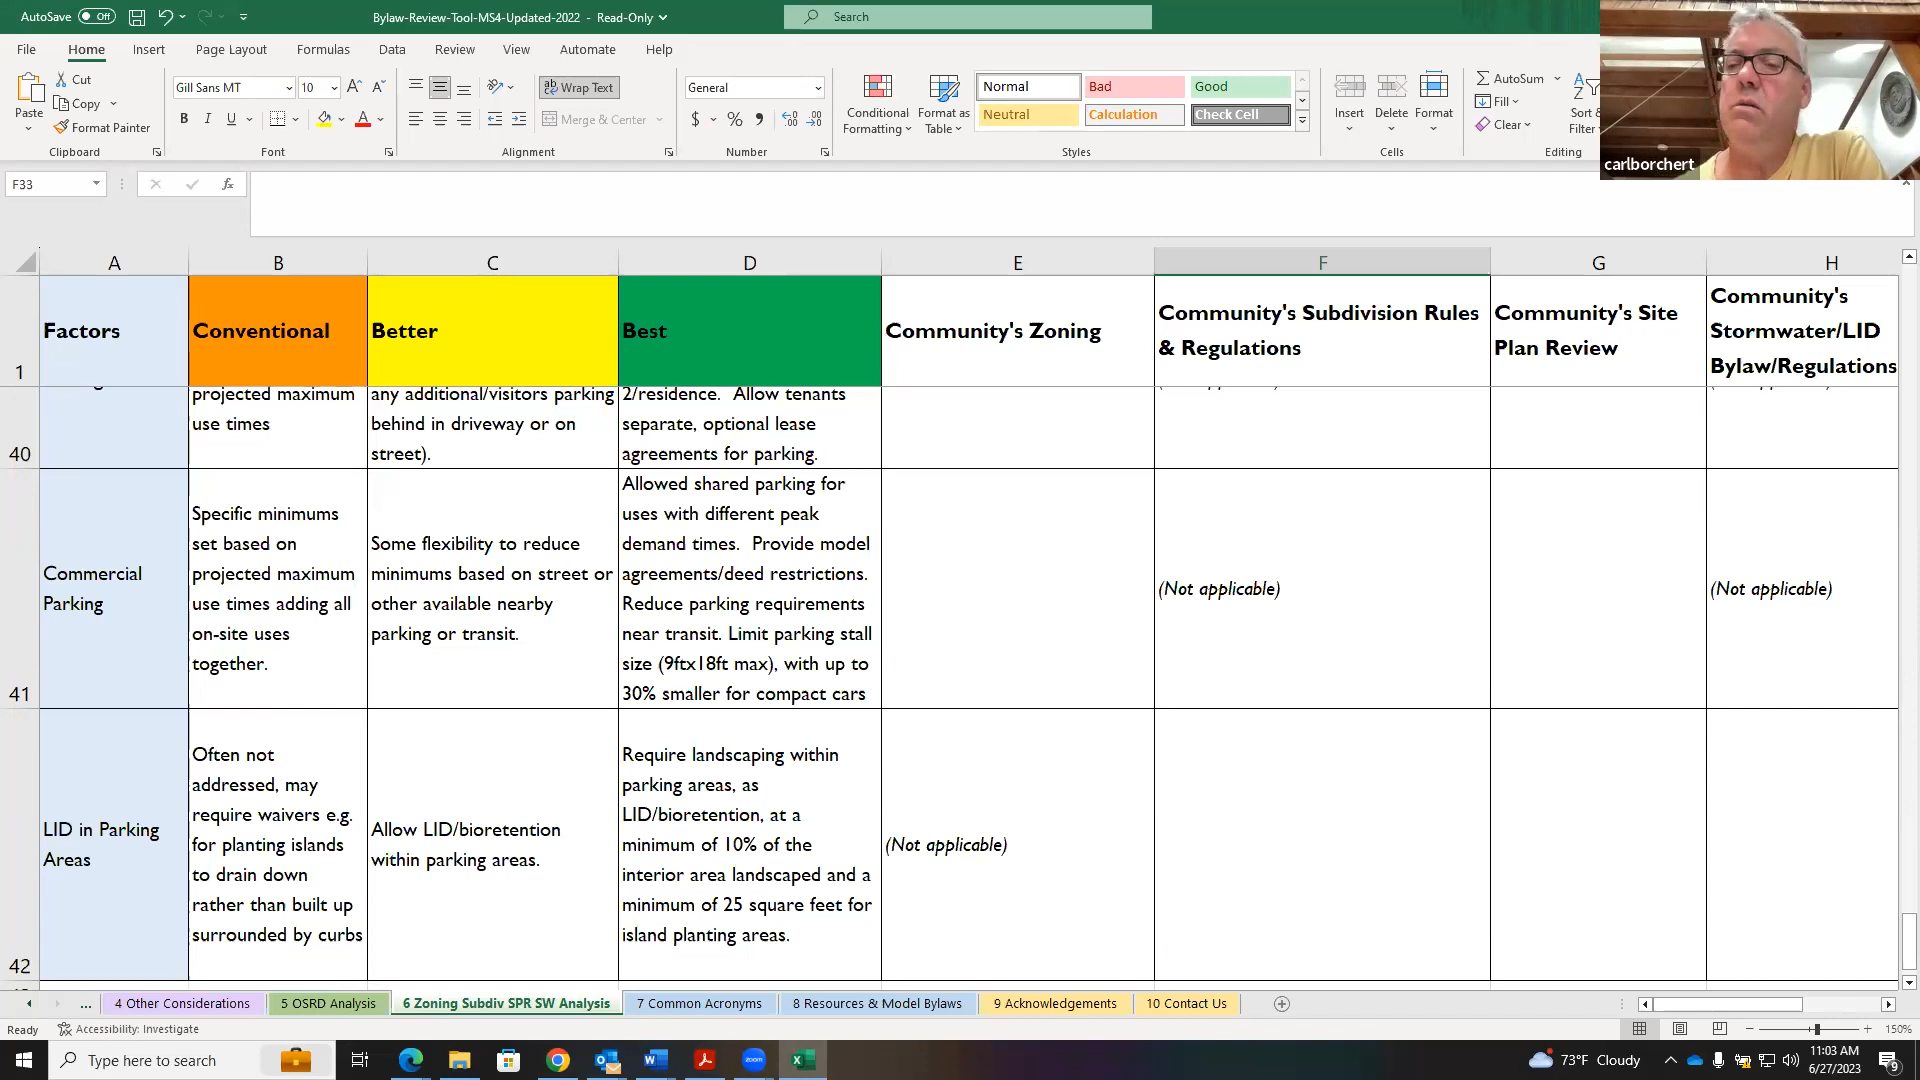 AutoSave Off Bylaw-Review-Tool-MS4-Updated-2022 - Read-Only Search
File Home Insert Page Layout Formulas Data Review View Automate Help
Paste Cut Copy Format Painter Clipboard
Gill Sans MT 10 B I U Font
Wrap Text Merge & Center Alignment
General $ % Number
Conditional Formatting Format as Table
Normal Bad Good
Neutral Calculation Check Cell
Styles
Insert Delete Format Cells
AutoSum Fill Clear Sort & Filter Editing
carlborchert
F33 fx
A B C D E F G H
1
Factors
Conventional
Better
Best
Community's Zoning
Community's Subdivision Rules
& Regulations
Community's Site
Plan Review
Community's
Stormwater/LID
Bylaw/Regulations
40
projected maximum
use times
any additional/visitors parking
behind in driveway or on
street).
2/residence. Allow tenants
separate, optional lease
agreements for parking.
41
Commercial
Parking
Specific minimums
set based on
projected maximum
use times adding all
on-site uses
together.
Some flexibility to reduce
minimums based on street or
other available nearby
parking or transit.
Allowed shared parking for
uses with different peak
demand times. Provide model
agreements/deed restrictions.
Reduce parking requirements
near transit. Limit parking stall
size (9ftx18ft max), with up to
30% smaller for compact cars
(Not applicable)
(Not applicable)
42
LID in Parking
Areas
Often not
addressed, may
require waivers e.g.
for planting islands
to drain down
rather than built up
surrounded by curbs
Allow LID/bioretention
within parking areas.
Require landscaping within
parking areas, as
LID/bioretention, at a
minimum of 10% of the
interior area landscaped and a
minimum of 25 square feet for
island planting areas.
(Not applicable)
... 4 Other Considerations 5 OSRD Analysis 6 Zoning Subdiv SPR SW Analysis 7 Common Acronyms 8 Resources & Model Bylaws 9 Acknowledgements 10 Contact Us
Ready Accessibility: Investigate 150%
Type here to search zoom 73°F Cloudy 11:03 AM
6/27/2023 9